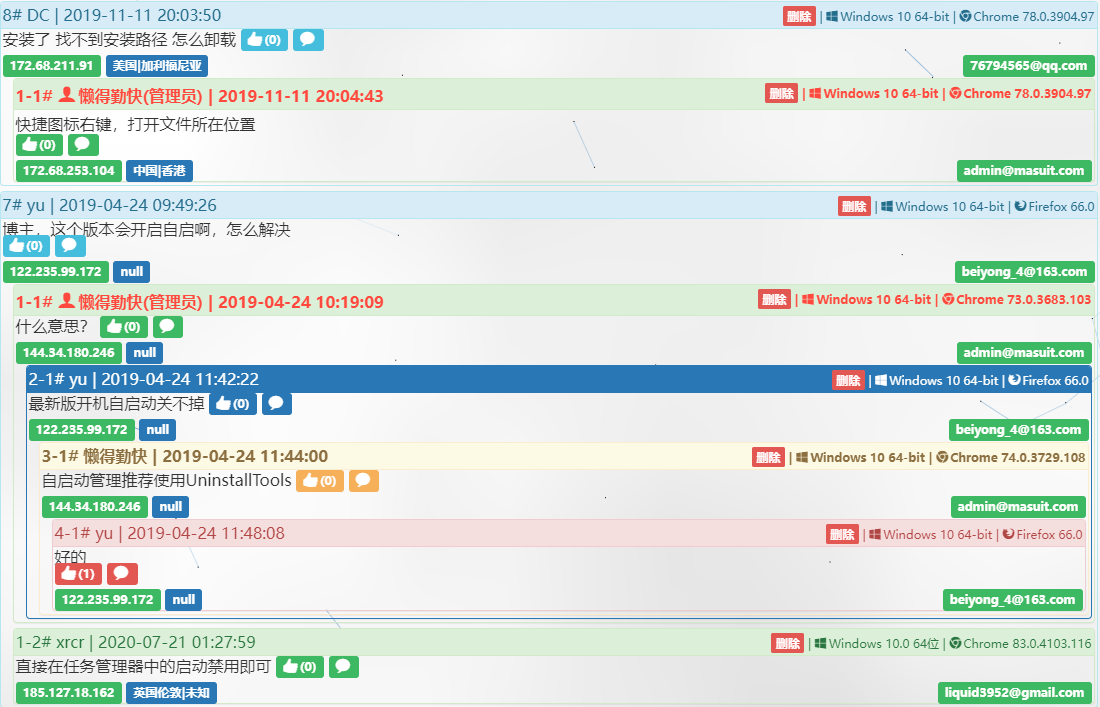 8# DC | 2019-11-11 20:03:50 删除 | Windows 10 64-bit | Chrome 78.0.3904.97
安装了 找不到安装路径 怎么卸载 (0)
172.68.211.91 美国|加利福尼亚 76794565@qq.com
1-1# 懒得勤快(管理员) | 2019-11-11 20:04:43 删除 | Windows 10 64-bit | Chrome 78.0.3904.97
快捷图标右键，打开文件所在位置
(0)
172.68.253.104 中国|香港 admin@masuit.com
7# yu | 2019-04-24 09:49:26 删除 | Windows 10 64-bit | Firefox 66.0
博主，这个版本会开启自启啊，怎么解决
(0)
122.235.99.172 null beiyong_4@163.com
1-1# 懒得勤快(管理员) | 2019-04-24 10:19:09 删除 | Windows 10 64-bit | Chrome 73.0.3683.103
什么意思？ (0)
144.34.180.246 null admin@masuit.com
2-1# yu | 2019-04-24 11:42:22 删除 | Windows 10 64-bit | Firefox 66.0
最新版开机自启动关不掉 (0)
122.235.99.172 null beiyong_4@163.com
3-1# 懒得勤快 | 2019-04-24 11:44:00 删除 | Windows 10 64-bit | Chrome 74.0.3729.108
自启动管理推荐使用UninstallTools (0)
144.34.180.246 null admin@masuit.com
4-1# yu | 2019-04-24 11:48:08 删除 | Windows 10 64-bit | Firefox 66.0
好的
(1)
122.235.99.172 null beiyong_4@163.com
1-2# xrcr | 2020-07-21 01:27:59 删除 | Windows 10.0 64位 | Chrome 83.0.4103.116
直接在任务管理器中的启动禁用即可 (0)
185.127.18.162 英国伦敦|未知 liquid3952@gmail.com